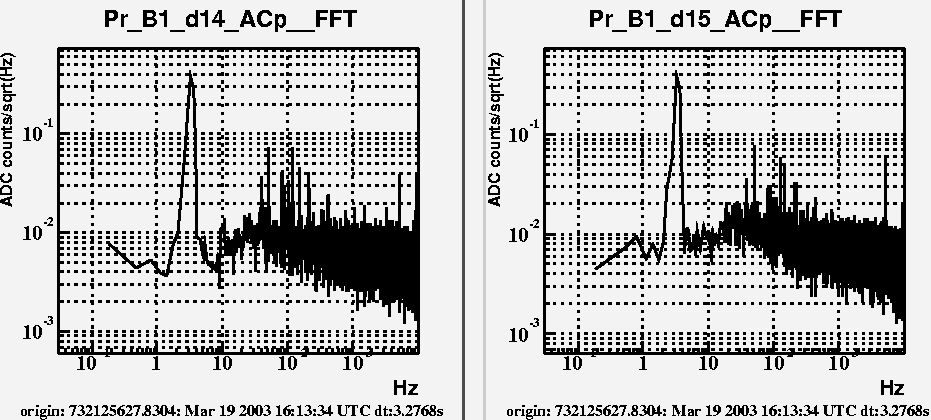 Pr_B1_d14_ACp__FFT
ADC counts/sqrt(Hz)
10-1
10-2
10-3
1
10
Hz
origin: 732125627.8304: Mar 19 2003 16:13:34 UTC dt:3.2768s
Pr_B1_d15_ACp__FFT
ADC counts/sqrt(Hz)
10-1
10-2
10-3
1
10
Hz
origin: 732125627.8304: Mar 19 2003 16:13:34 UTC dt:3.2768s